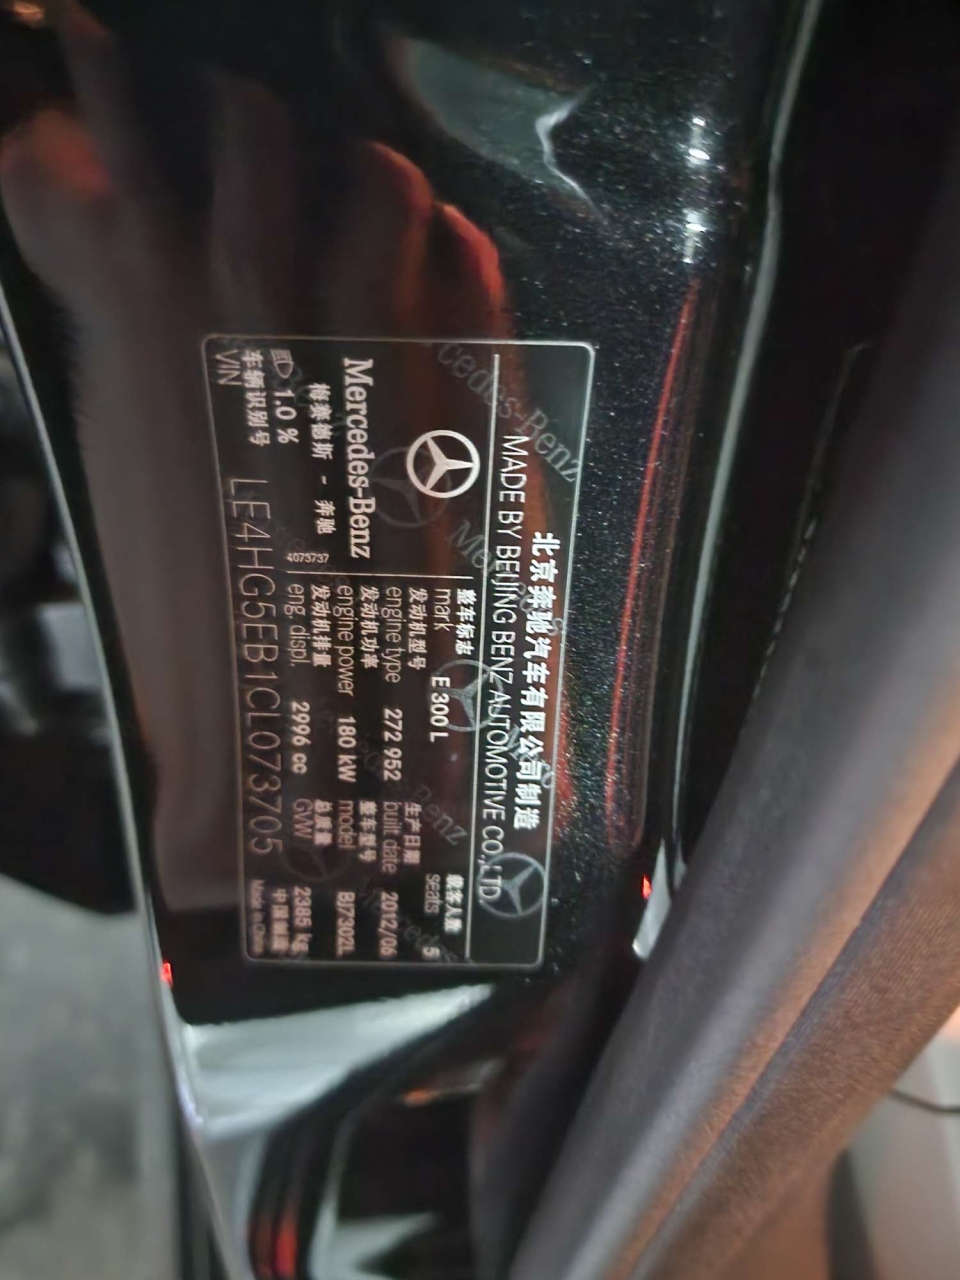 北京奔驰汽车有限公司制造
MADE BY BEIJING BENZ AUTOMOTIVE CO.,LTD.
Mercedes-Benz
梅赛德斯 - 奔驰
1.0 %
4073737
整车标志
mark E 300 L
载客人数
seats 5
发动机型号
engine type 272 952
生产日期
built date 2012/06
发动机功率
engine power 180 kW
整车型号
model BJ7302L
发动机排量
eng. displ. 2996 cc
总质量
GVW 2385 kg
车辆识别号
VIN LE4HG5EB1CL073705
中国制造
Made in China